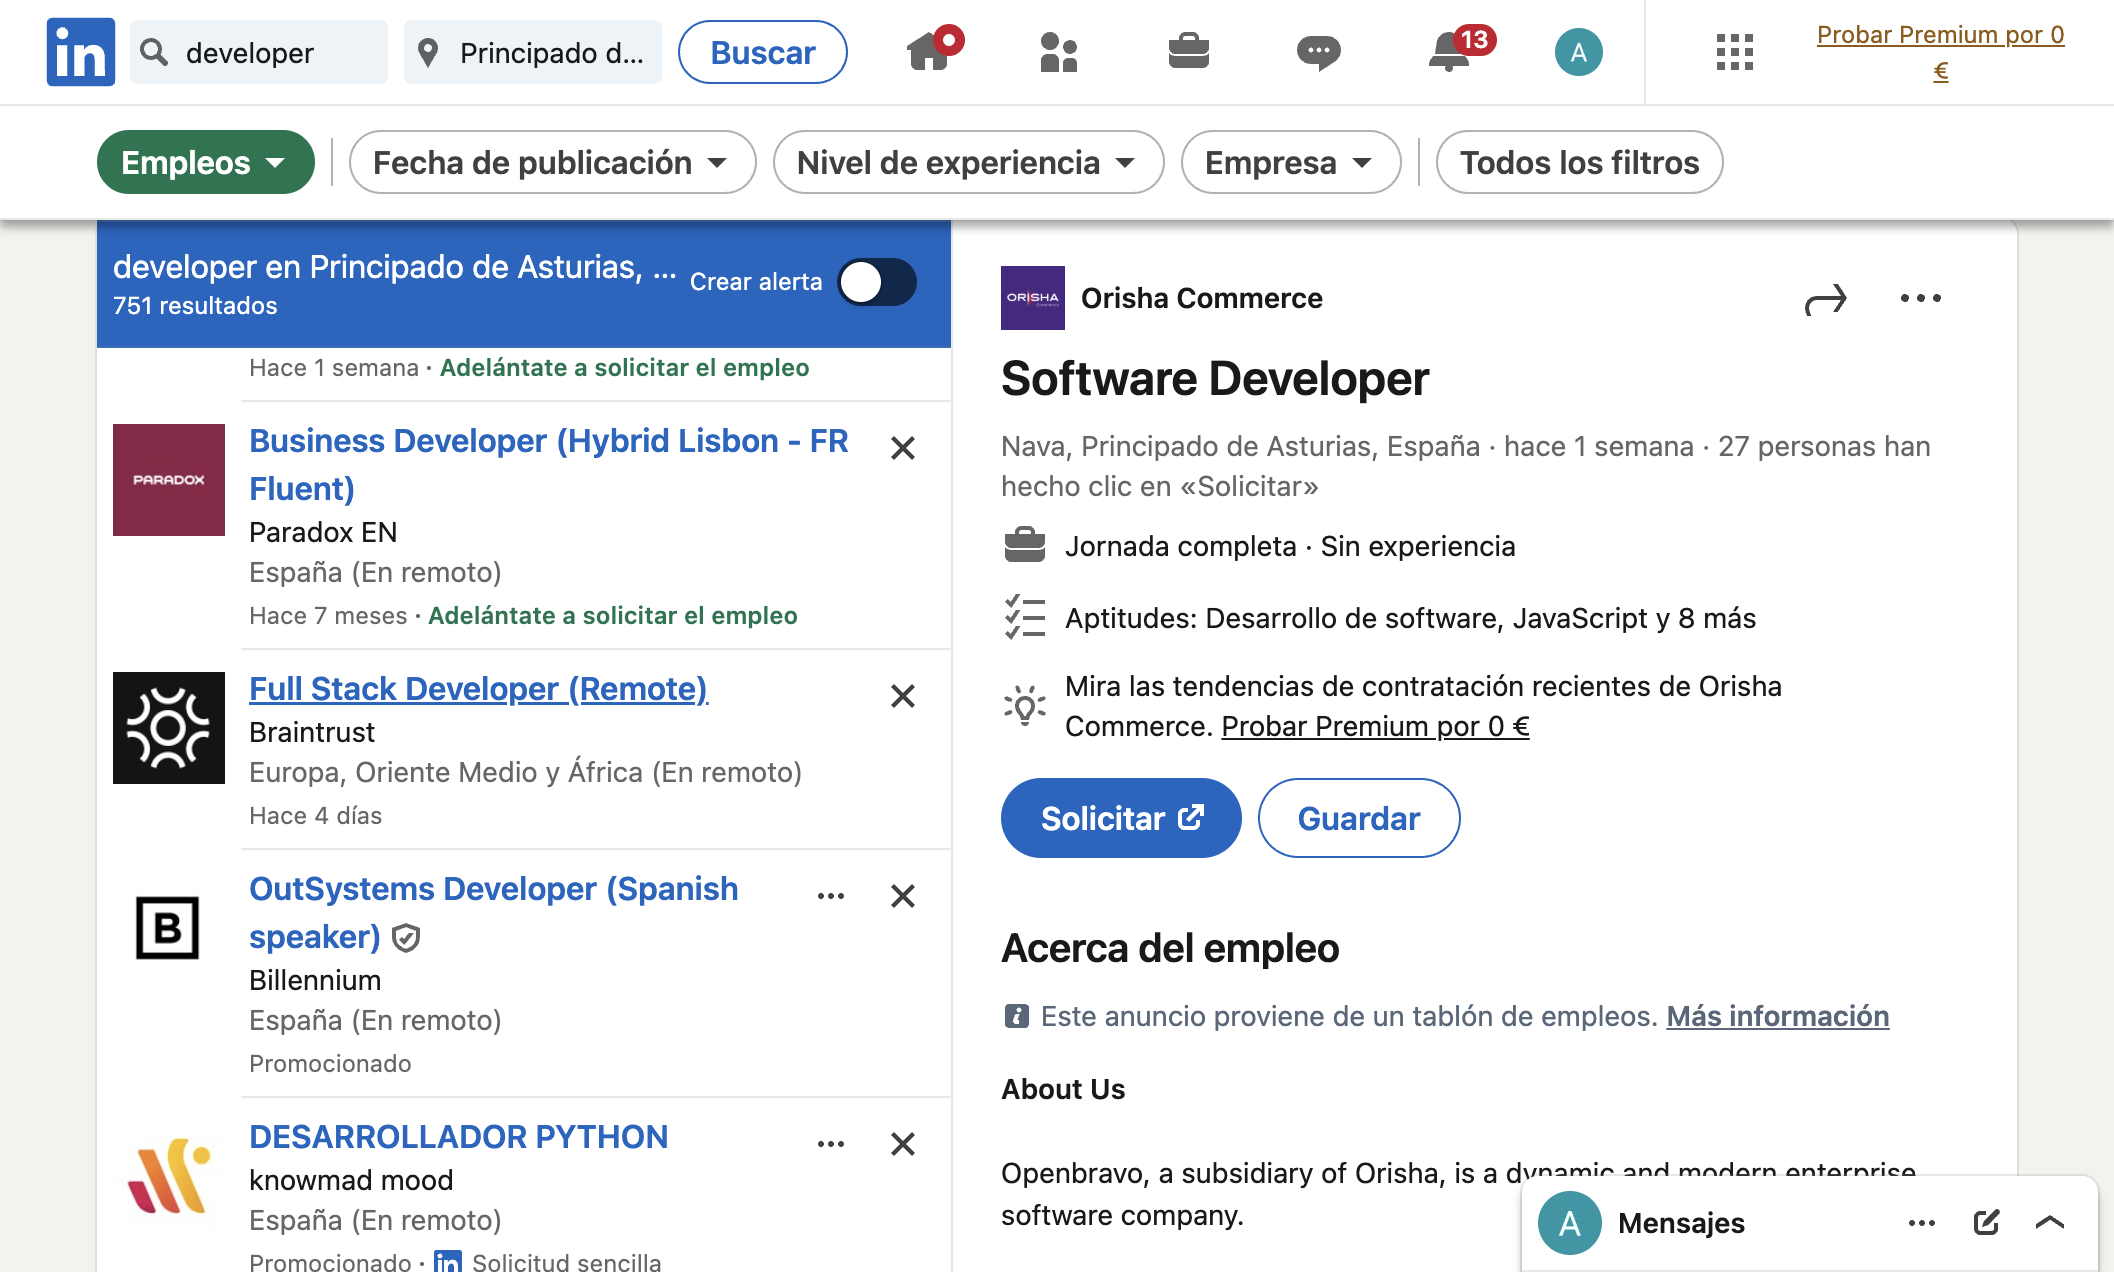 in
developer
Principado d...
Buscar
13
A
Probar Premium por 0
€
Empleos
Fecha de publicación
Nivel de experiencia
Empresa
Todos los filtros
developer en Principado de Asturias, ...
751 resultados
Crear alerta
Hace 1 semana · Adelántate a solicitar el empleo
PARADOX
Business Developer (Hybrid Lisbon - FR
Fluent)
Paradox EN
España (En remoto)
Hace 7 meses · Adelántate a solicitar el empleo
Full Stack Developer (Remote)
Braintrust
Europa, Oriente Medio y África (En remoto)
Hace 4 días
B
OutSystems Developer (Spanish
speaker)
Billennium
España (En remoto)
Promocionado
DESARROLLADOR PYTHON
knowmad mood
España (En remoto)
Promocionado · in Solicitud sencilla
ORISHA
Commerce
Orisha Commerce
Software Developer
Nava, Principado de Asturias, España · hace 1 semana · 27 personas han
hecho clic en «Solicitar»
Jornada completa · Sin experiencia
Aptitudes: Desarrollo de software, JavaScript y 8 más
Mira las tendencias de contratación recientes de Orisha
Commerce. Probar Premium por 0 €
Solicitar
Guardar
Acerca del empleo
Este anuncio proviene de un tablón de empleos. Más información
About Us
Openbravo, a subsidiary of Orisha, is a dynamic and modern enterprise
software company.
A
Mensajes